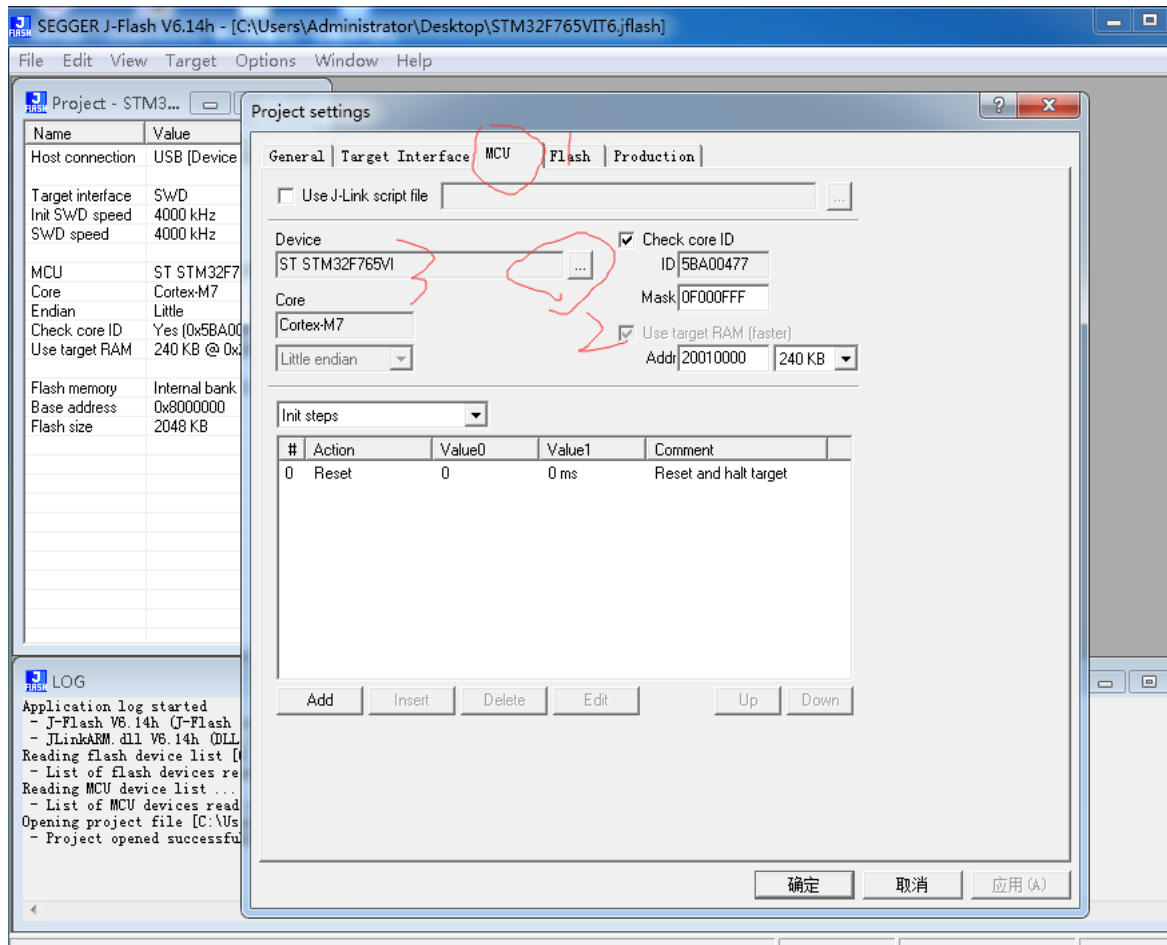 SEGGER J-Flash V6.14h - [C:\Users\Administrator\Desktop\STM32F765VIT6.jflash]
File Edit View Target Options Window Help
Project - STM3...
Name Value
Host connection USB [Device
Target interface SWD
Init SWD speed 4000 kHz
SWD speed 4000 kHz
MCU ST STM32F7
Core Cortex-M7
Endian Little
Check core ID Yes (0x5BA00
Use target RAM 240 KB @ 0x
Flash memory Internal bank
Base address 0x8000000
Flash size 2048 KB
Project settings
General Target Interface MCU Flash Production
Use J-Link script file
...
Device
ST STM32F765VI
...
Check core ID
ID 5BA00477
Mask 0F000FFF
Core
Cortex-M7
Little endian
Use target RAM (faster)
Addr 20010000 240 KB
3
2
Init steps
# Action Value0 Value1 Comment
0 Reset 0 0 ms Reset and halt target
Add Insert Delete Edit Up Down
确定 取消 应用(A)
LOG
Application log started
- J-Flash V6.14h (J-Flash
- JLinkARM.dll V6.14h (DLL
Reading flash device list [
- List of flash devices re
Reading MCU device list ...
- List of MCU devices read
Opening project file [C:\Us
- Project opened successfu